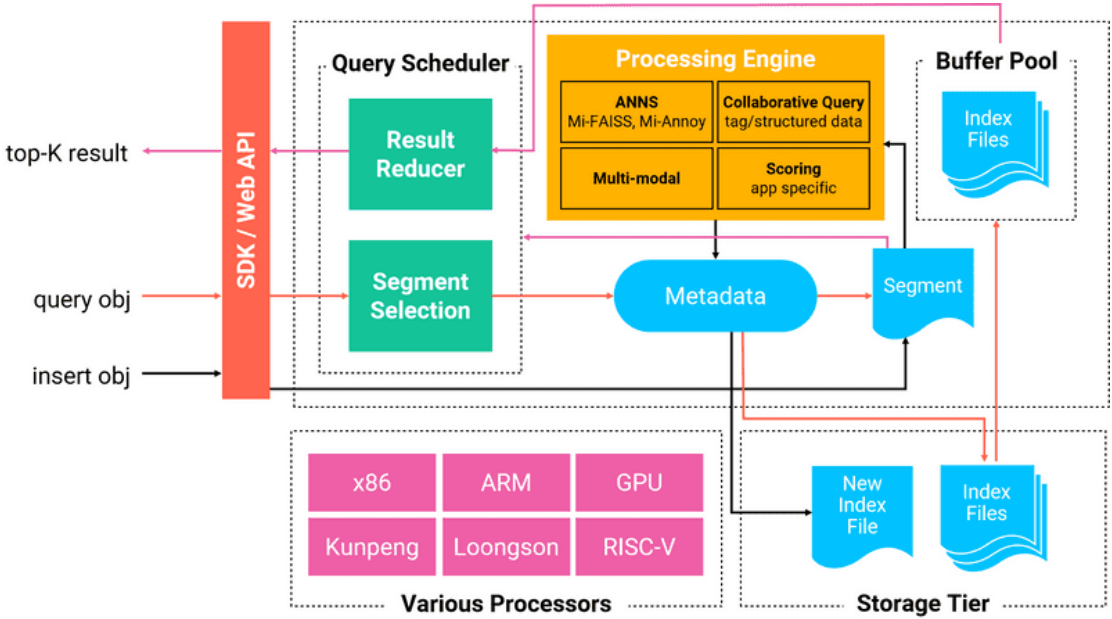 Query Scheduler
Processing Engine
Buffer Pool
ANNS
Mi-FAISS, Mi-Annoy
Collaborative Query
tag/structured data
Multi-modal
Scoring
app specific
Index
Files
top-K result
SDK / Web API
Result
Reducer
query obj
Segment
Selection
Metadata
Segment
insert obj
x86
ARM
GPU
Kunpeng
Loongson
RISC-V
Various Processors
New
Index
File
Index
Files
Storage Tier